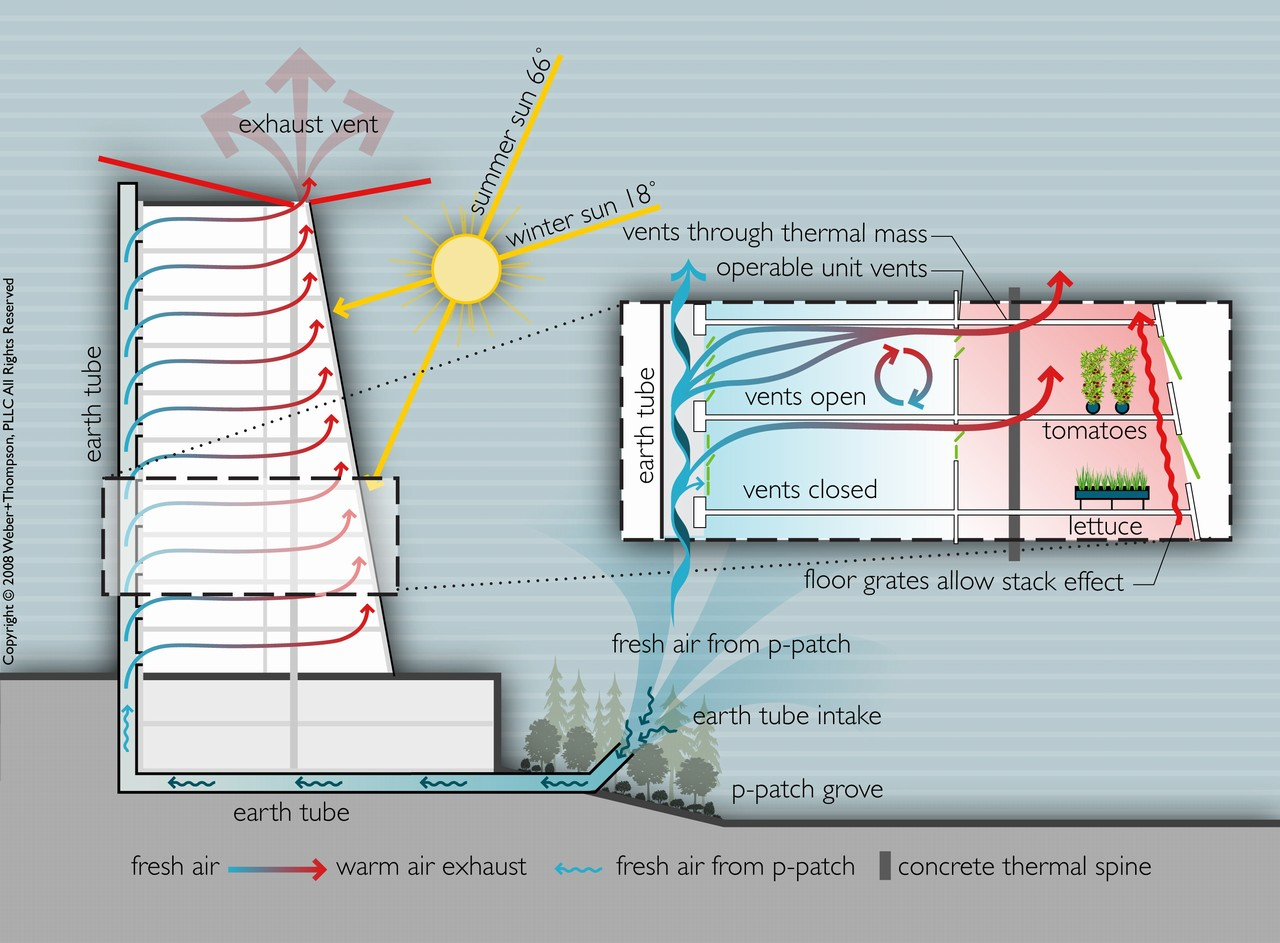 exhaust vent
summer sun 66°
winter sun 18°
vents through thermal mass
operable unit vents
earth tube
earth tube
vents open
tomatoes
vents closed
lettuce
floor grates allow stack effect
fresh air from p-patch
earth tube intake
p-patch grove
earth tube
fresh air
warm air exhaust
fresh air from p-patch
concrete thermal spine
Copyright © 2008 Weber+Thompson, PLLC All Rights Reserved